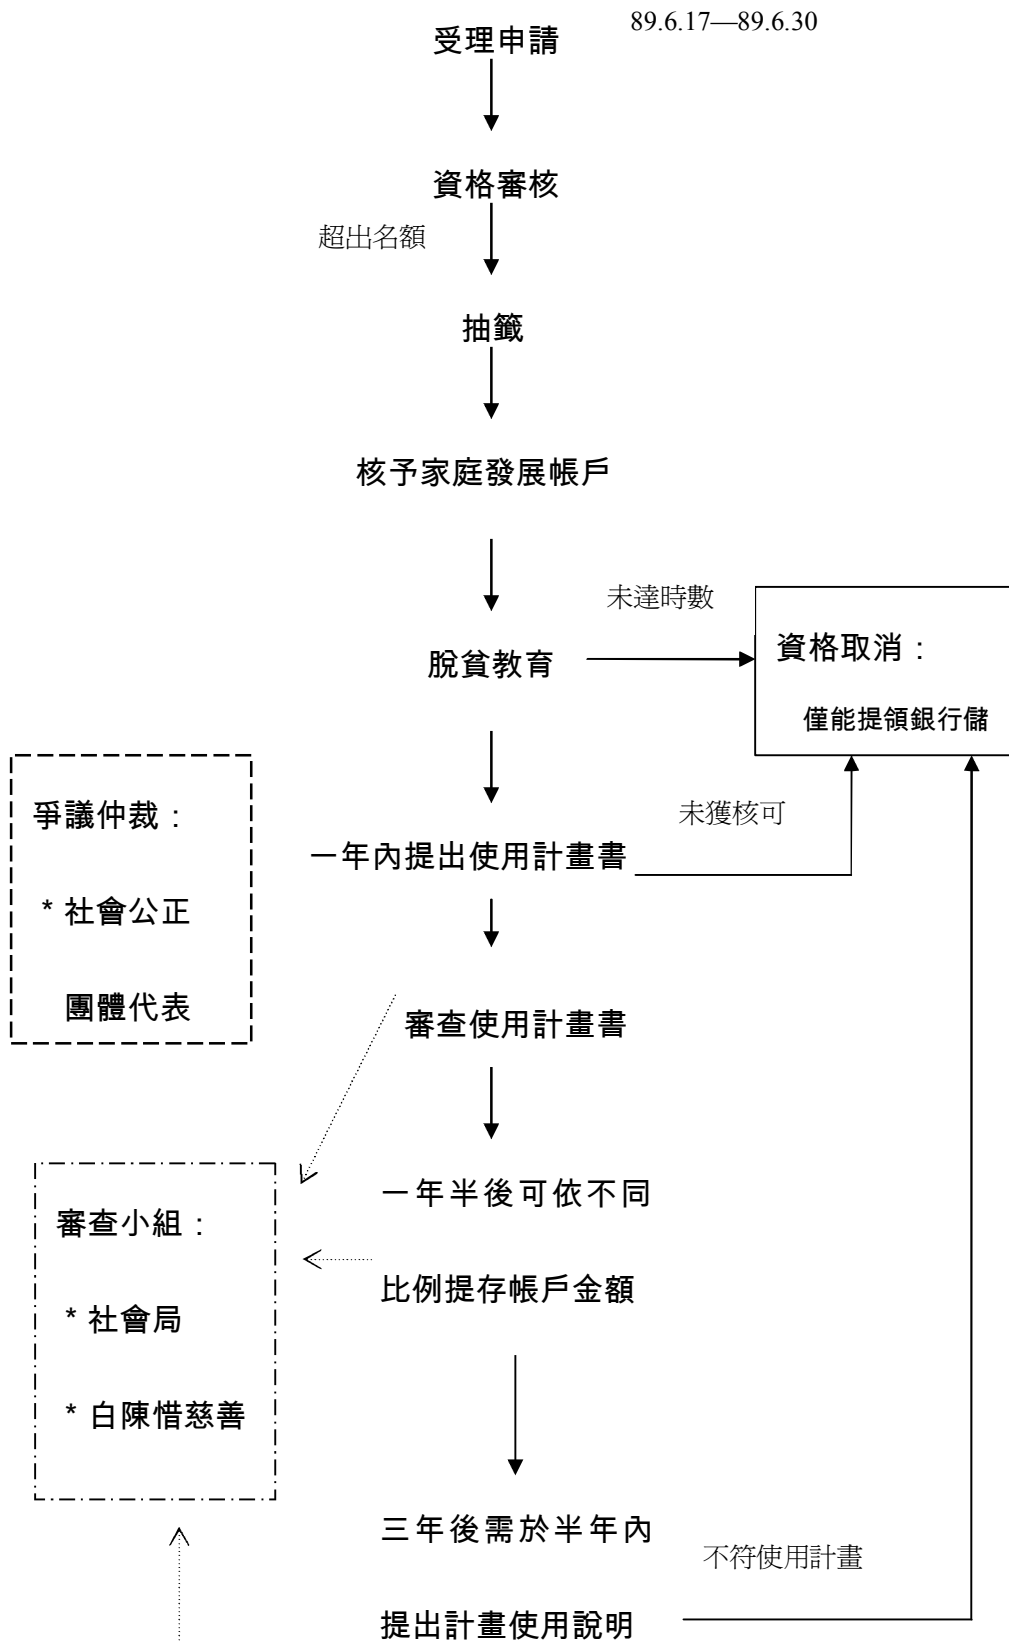 受理申請
89.6.17—89.6.30
資格審核
超出名額
抽籤
核予家庭發展帳戶
未達時數
脫貧教育
資格取消：
僅能提領銀行儲
爭議仲裁：
* 社會公正
團體代表
未獲核可
一年內提出使用計畫書
審查使用計畫書
一年半後可依不同
比例提存帳戶金額
審查小組：
* 社會局
* 白陳惜慈善
三年後需於半年內
提出計畫使用說明
不符使用計畫